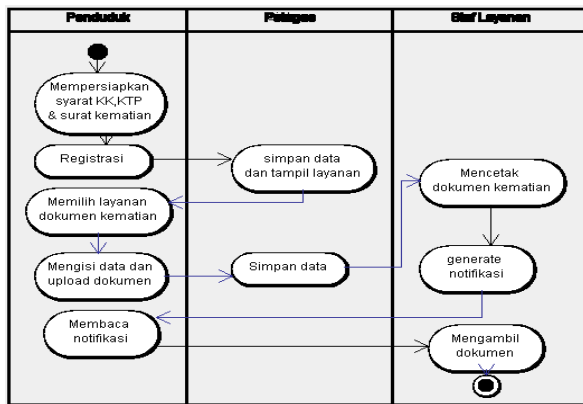 Penduduk
Petugas
Staf Layanan
Mempersiapkan
syarat KK,KTP
& surat kematian
Registrasi
simpan data
dan tampil layanan
Memilih layanan
dokumen kematian
Mencetak
dokumen kematian
Mengisi data dan
upload dokumen
Simpan data
generate
notifikasi
Membaca
notifikasi
Mengambil
dokumen